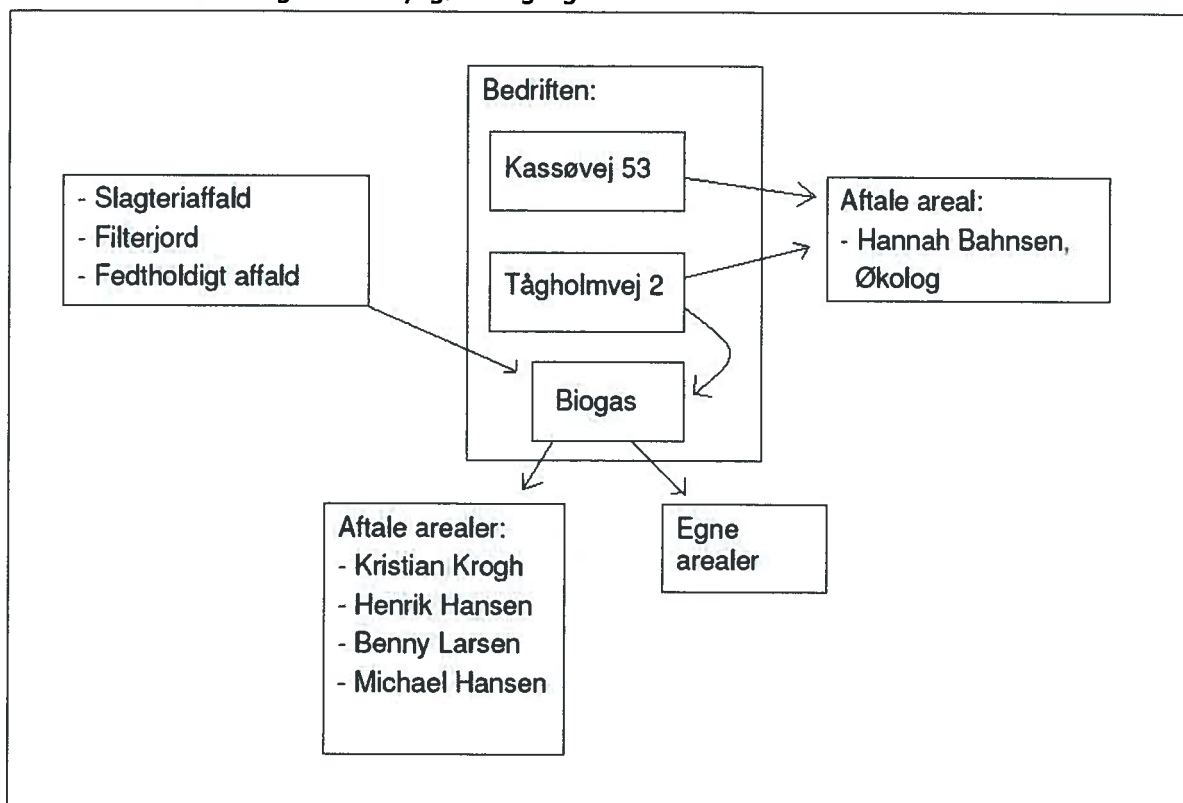 Bedriften:
Kassøvej 53
- Slagteriaffald
- Filterjord
- Fedtholdigt affald
Aftale areal:
- Hannah Bahnsen,
Økolog
Tågholmvej 2
Biogas
Aftale arealer:
- Kristian Krogh
- Henrik Hansen
- Benny Larsen
- Michael Hansen
Egne
arealer